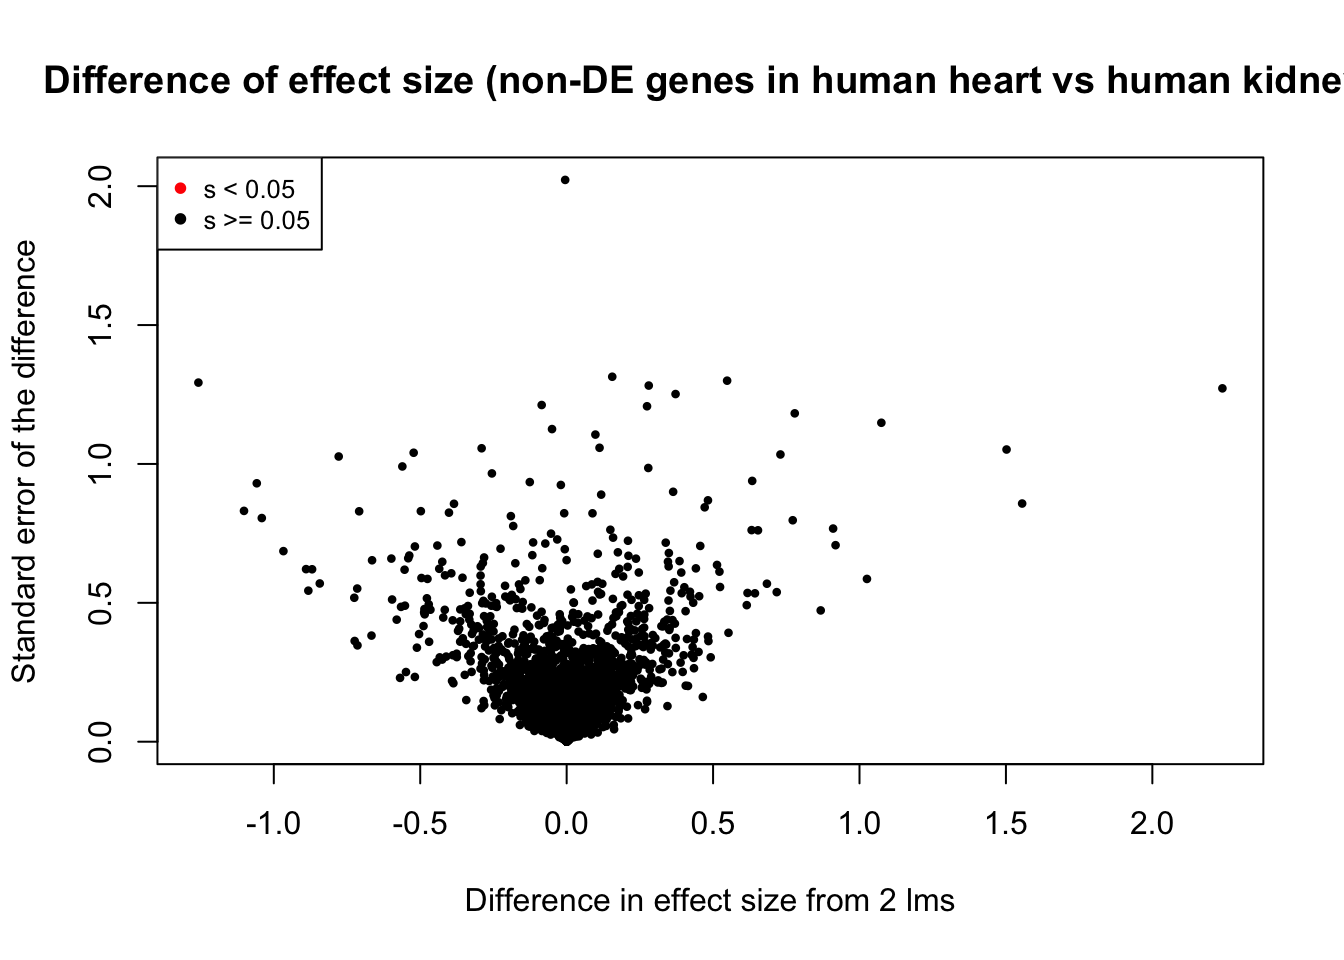 Difference of effect size (non-DE genes in human heart vs human kidne
s < 0.05
s >= 0.05
Standard error of the difference
2.0
1.5
1.0
0.5
0.0
-1.0 -0.5 0.0 0.5 1.0 1.5 2.0
Difference in effect size from 2 lms